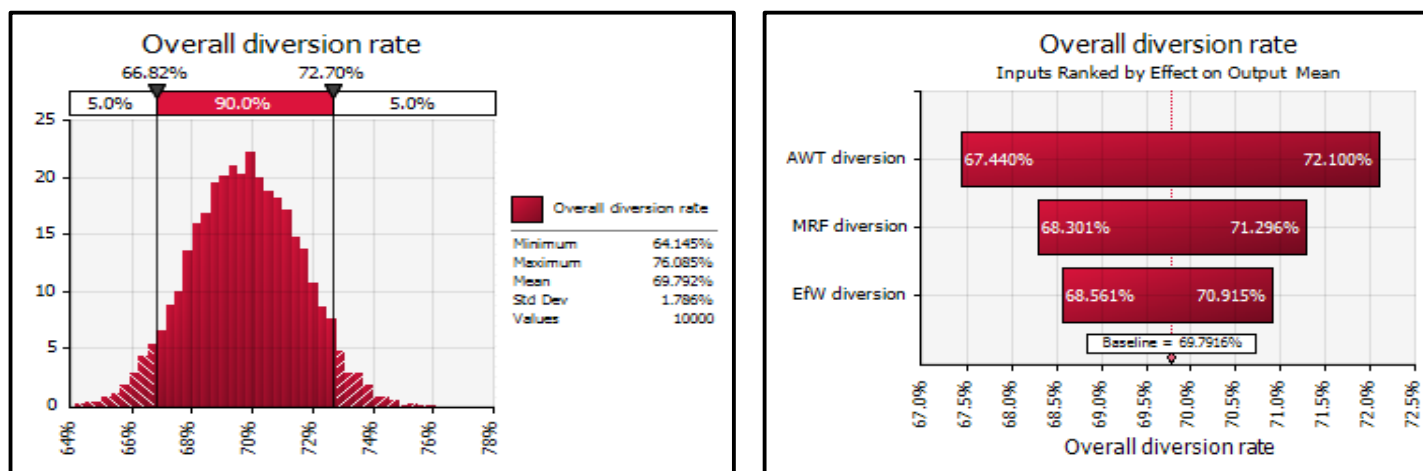 Overall diversion rate
66.82% 72.70%
5.0% 90.0% 5.0%
25
20
15
10
5
0
64% 66% 68% 70% 72% 74% 76% 78%
Overall diversion rate
Minimum 64.145%
Maximum 76.085%
Mean 69.792%
Std Dev 1.786%
Values 10000
Overall diversion rate
Inputs Ranked by Effect on Output Mean
AWT diversion 67.440% 72.100%
MRF diversion 68.301% 71.296%
EfW diversion 68.561% 70.915%
Baseline = 69.7916%
67.0% 67.5% 68.0% 68.5% 69.0% 69.5% 70.0% 70.5% 71.0% 71.5% 72.0% 72.5%
Overall diversion rate